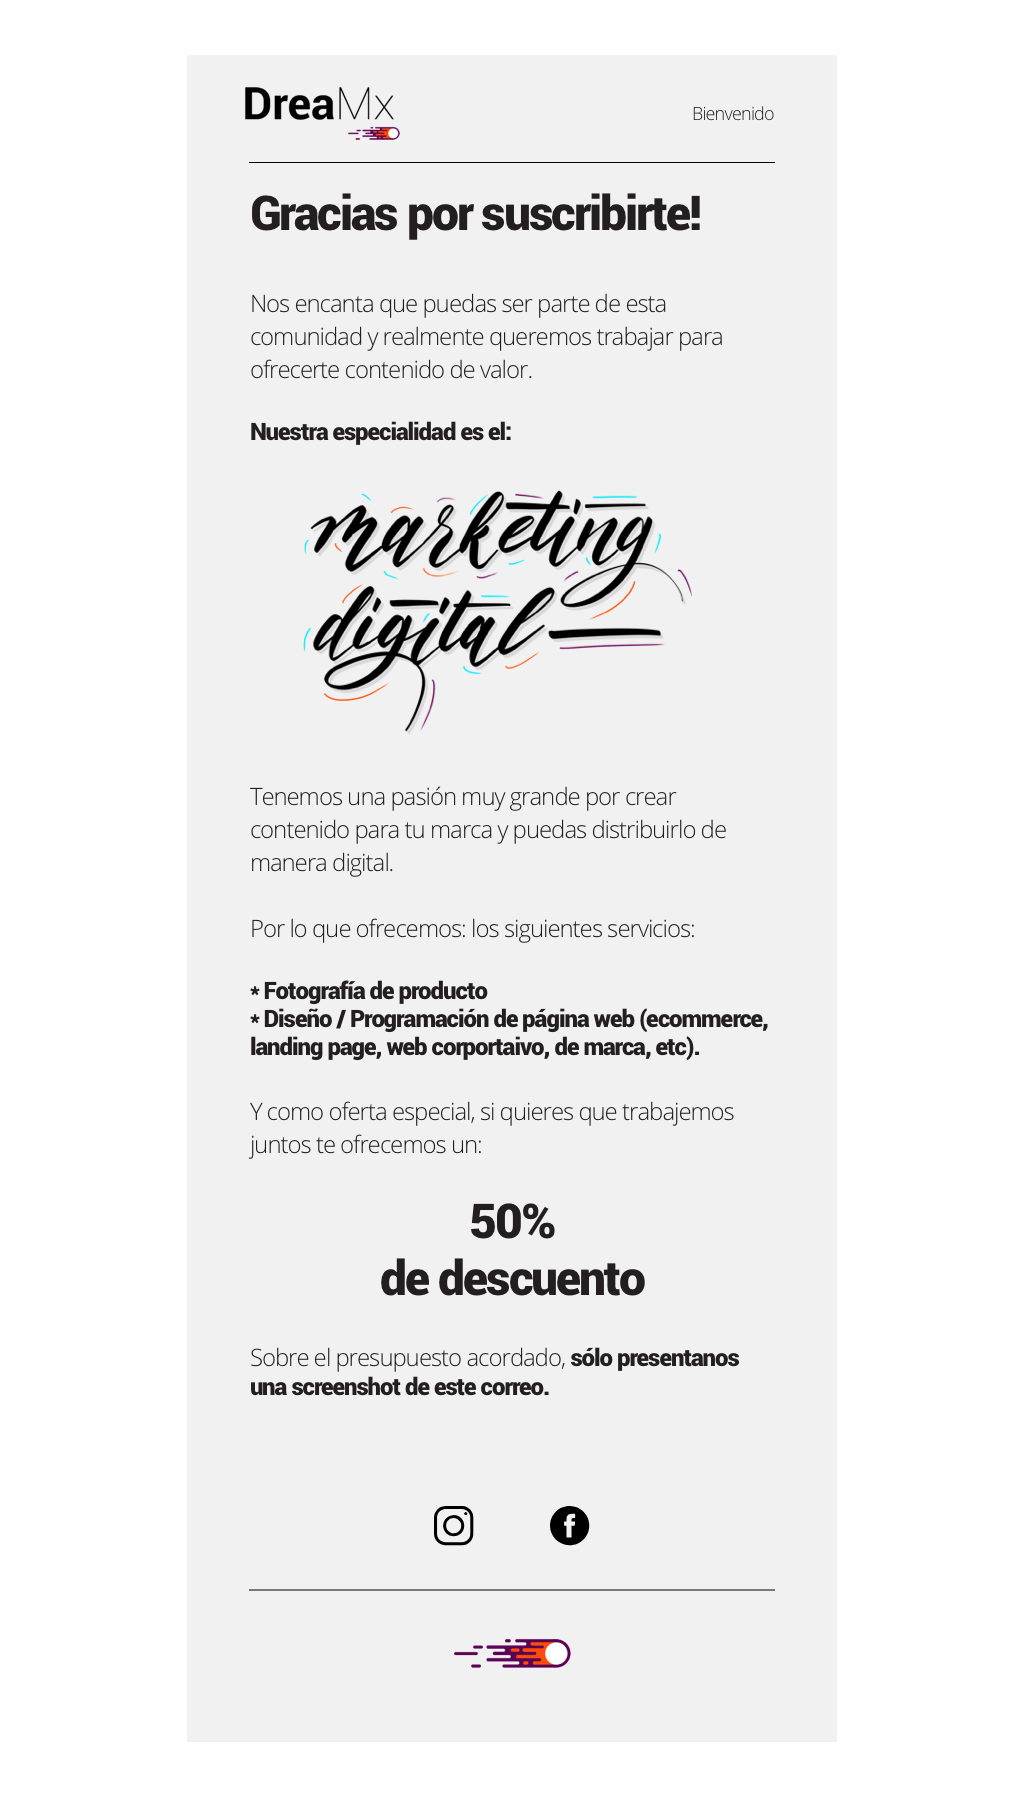 DreaMx
Bienvenido
Gracias por suscribirte!
Nos encanta que puedas ser parte de esta
comunidad y realmente queremos trabajar para
ofrecerte contenido de valor.
Nuestra especialidad es el:
marketing
digital
Tenemos una pasión muy grande por crear
contenido para tu marca y puedas distribuirlo de
manera digital.
Por lo que ofrecemos: los siguientes servicios:
* Fotografía de producto
* Diseño / Programación de página web (ecommerce,
landing page, web corportaivo, de marca, etc).
Y como oferta especial, si quieres que trabajemos
juntos te ofrecemos un:
50%
de descuento
Sobre el presupuesto acordado, sólo presentanos
una screenshot de este correo.